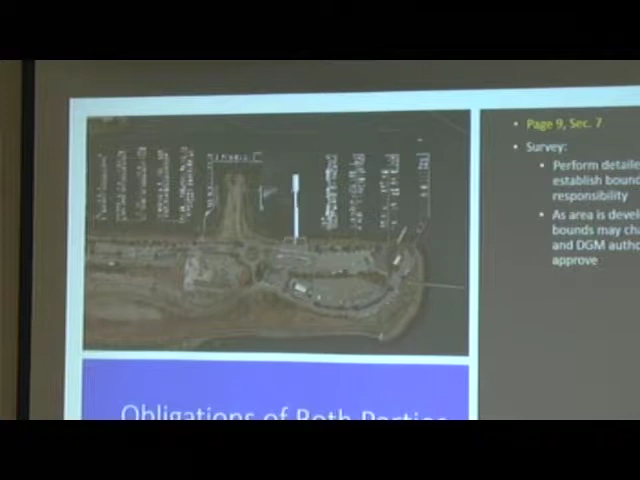 • Page 9, Sec. 7
• Survey:
• Perform detaile
establish bound
responsibility
• As area is devel
bounds may cha
and DGM autho
approve
Obligations of Both Parties